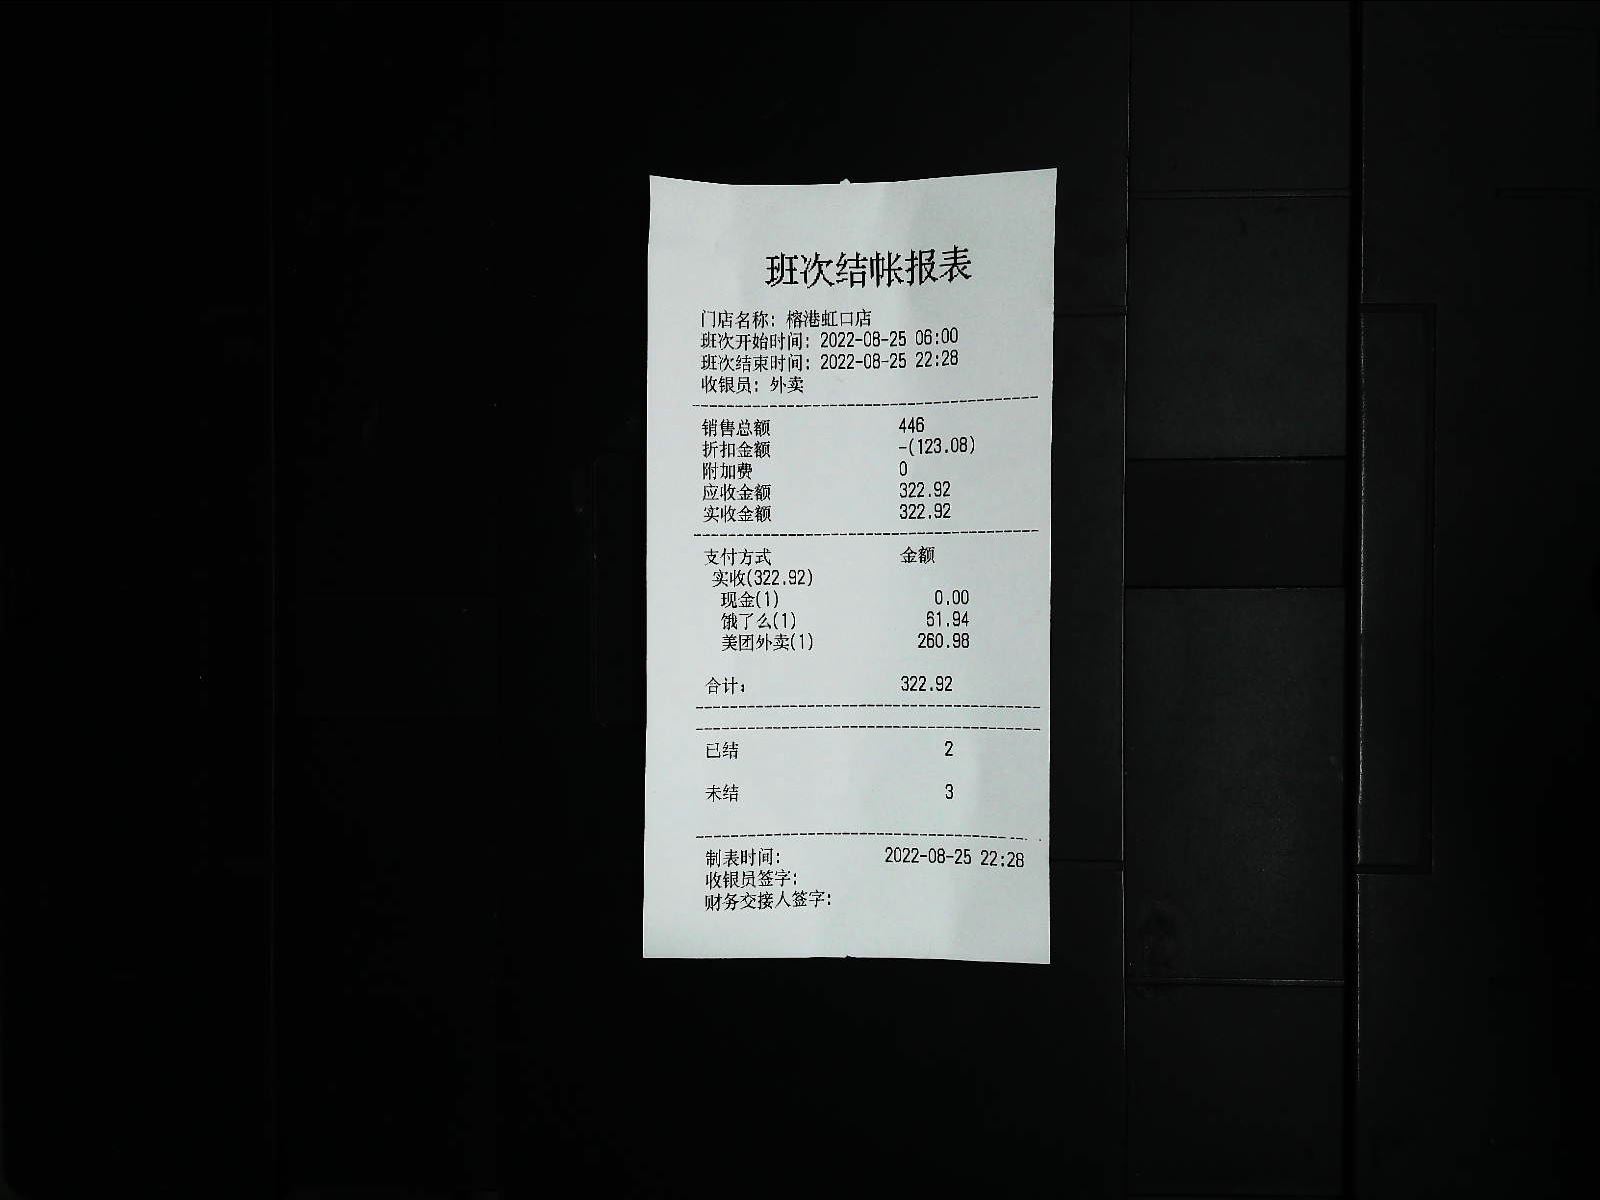 班次结帐报表
门店名称: 榕港虹口店
班次开始时间: 2022-08-25 06:00
班次结束时间: 2022-08-25 22:28
收银员: 外卖
销售总额 446
折扣金额 -(123.08)
附加费 0
应收金额 322.92
实收金额 322.92
支付方式 金额
实收(322.92)
现金(1) 0.00
饿了么(1) 61.94
美团外卖(1) 260.98
合计: 322.92
已结 2
未结 3
制表时间: 2022-08-25 22:28
收银员签字:
财务交接人签字: